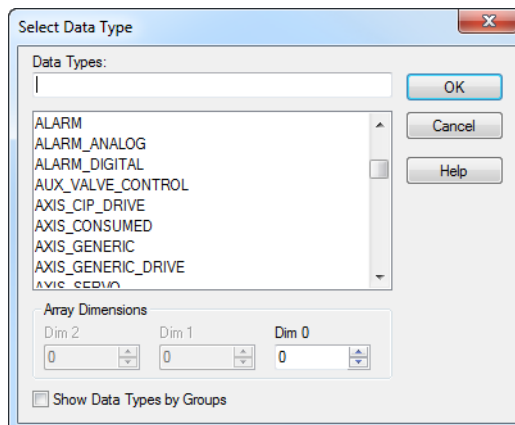 Select Data Type
Data Types:
OK
ALARM
ALARM_ANALOG
ALARM_DIGITAL
AUX_VALVE_CONTROL
AXIS_CIP_DRIVE
AXIS_CONSUMED
AXIS_GENERIC
AXIS_GENERIC_DRIVE
AXIS_SERVO
Cancel
Help
Array Dimensions
Dim 2 Dim 1 Dim 0
0 0 0
Show Data Types by Groups